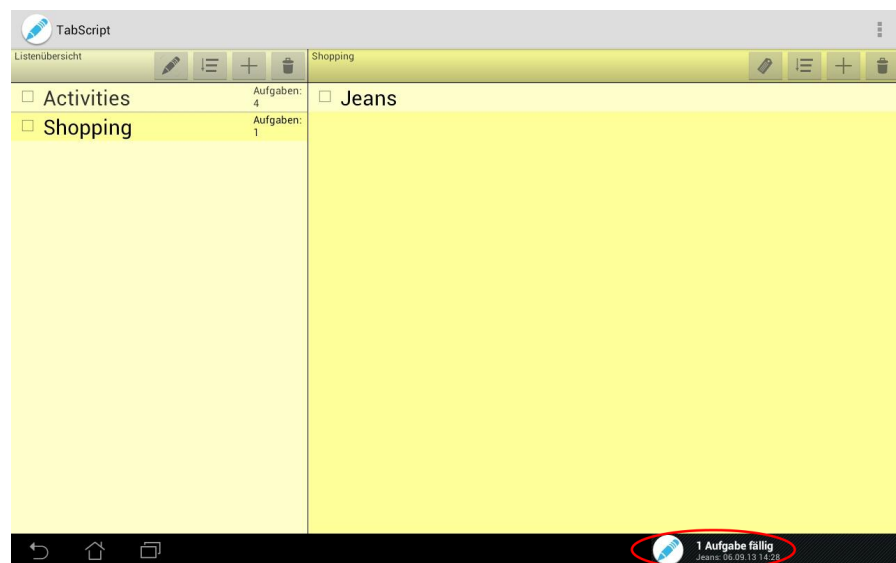 TabScript
Listenübersicht
Shopping
Activities
Aufgaben:
4
Shopping
Aufgaben:
1
Jeans
1 Aufgabe fällig
Jeans: 06.09.13 14:28